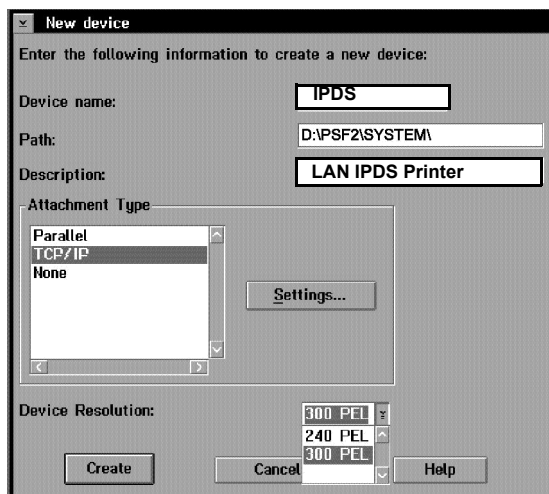 New device
Enter the following information to create a new device:
Device name:
IPDS
Path:
D:\PSF2\SYSTEM\
Description:
LAN IPDS Printer
Attachment Type
Parallel
TCP/IP
None
Settings...
Device Resolution:
300 PEL
240 PEL
300 PEL
Create
Cancel
Help